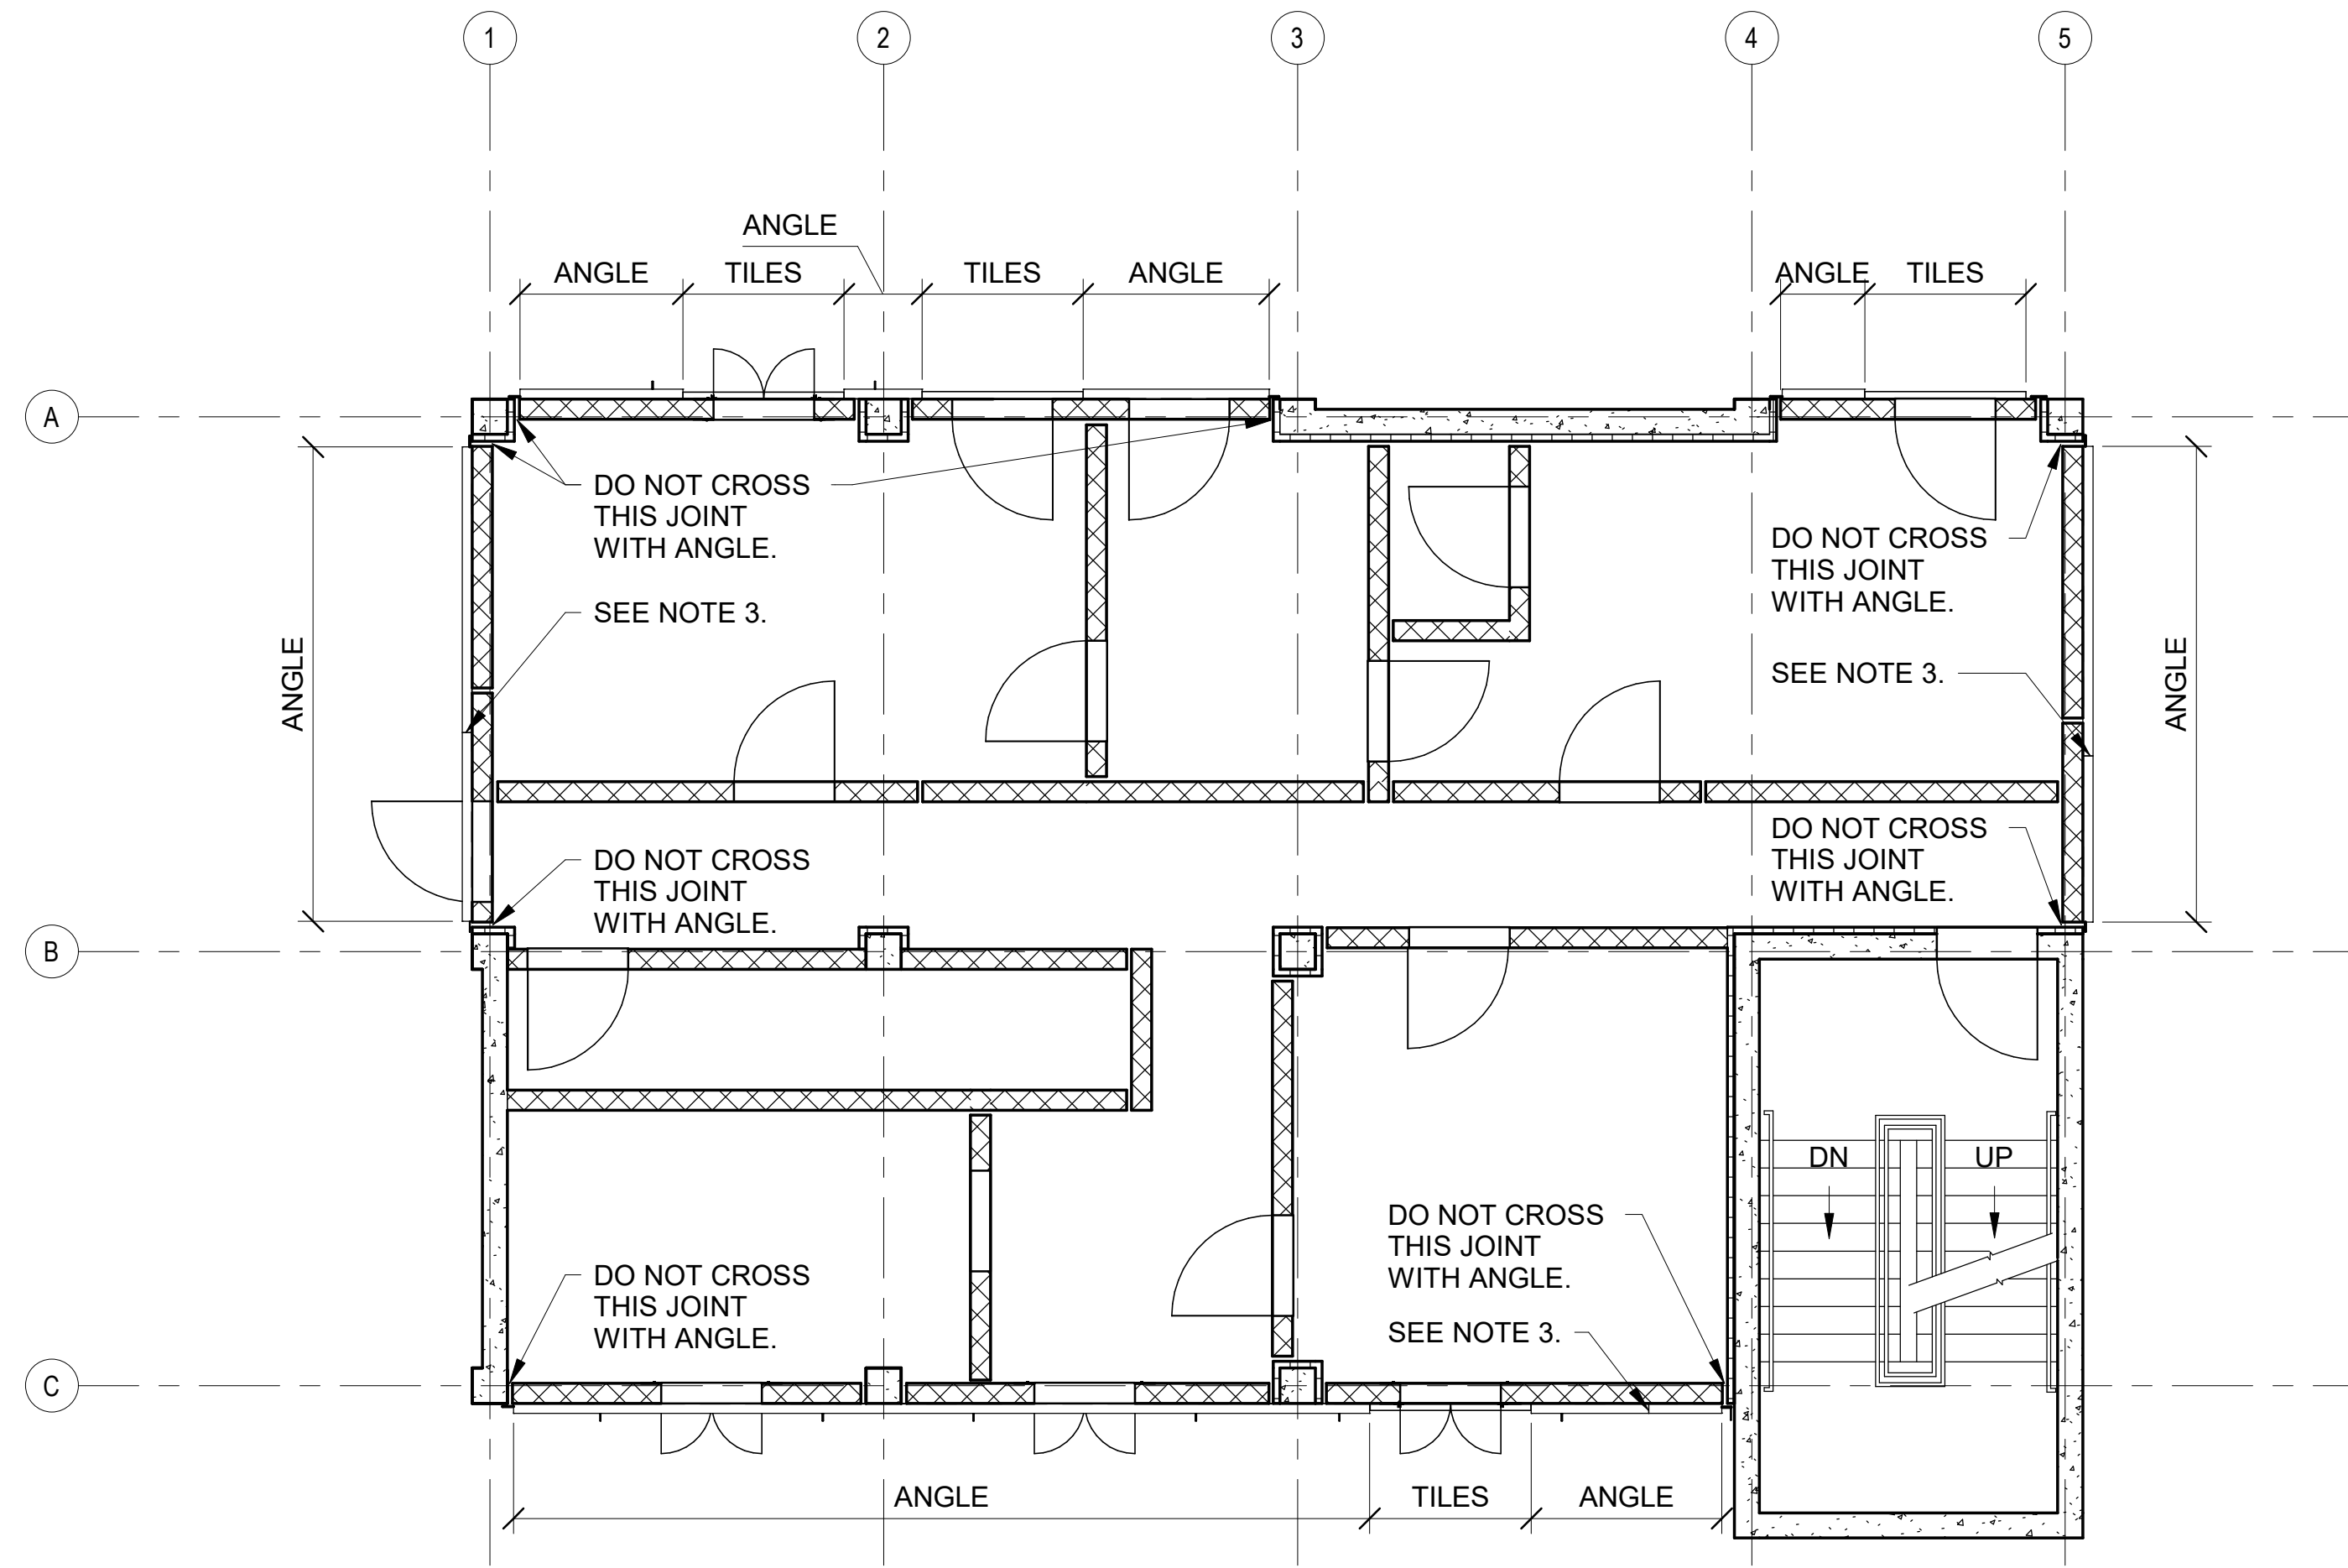 1
2
3
4
5
ANGLE
ANGLE
TILES
TILES
ANGLE
ANGLE
TILES
A
DO NOT CROSS
THIS JOINT
WITH ANGLE.
DO NOT CROSS
THIS JOINT
WITH ANGLE.
SEE NOTE 3.
SEE NOTE 3.
ANGLE
ANGLE
DO NOT CROSS
THIS JOINT
WITH ANGLE.
DO NOT CROSS
THIS JOINT
WITH ANGLE.
B
DN
UP
DO NOT CROSS
THIS JOINT
WITH ANGLE.
DO NOT CROSS
THIS JOINT
WITH ANGLE.
SEE NOTE 3.
C
ANGLE
TILES
ANGLE